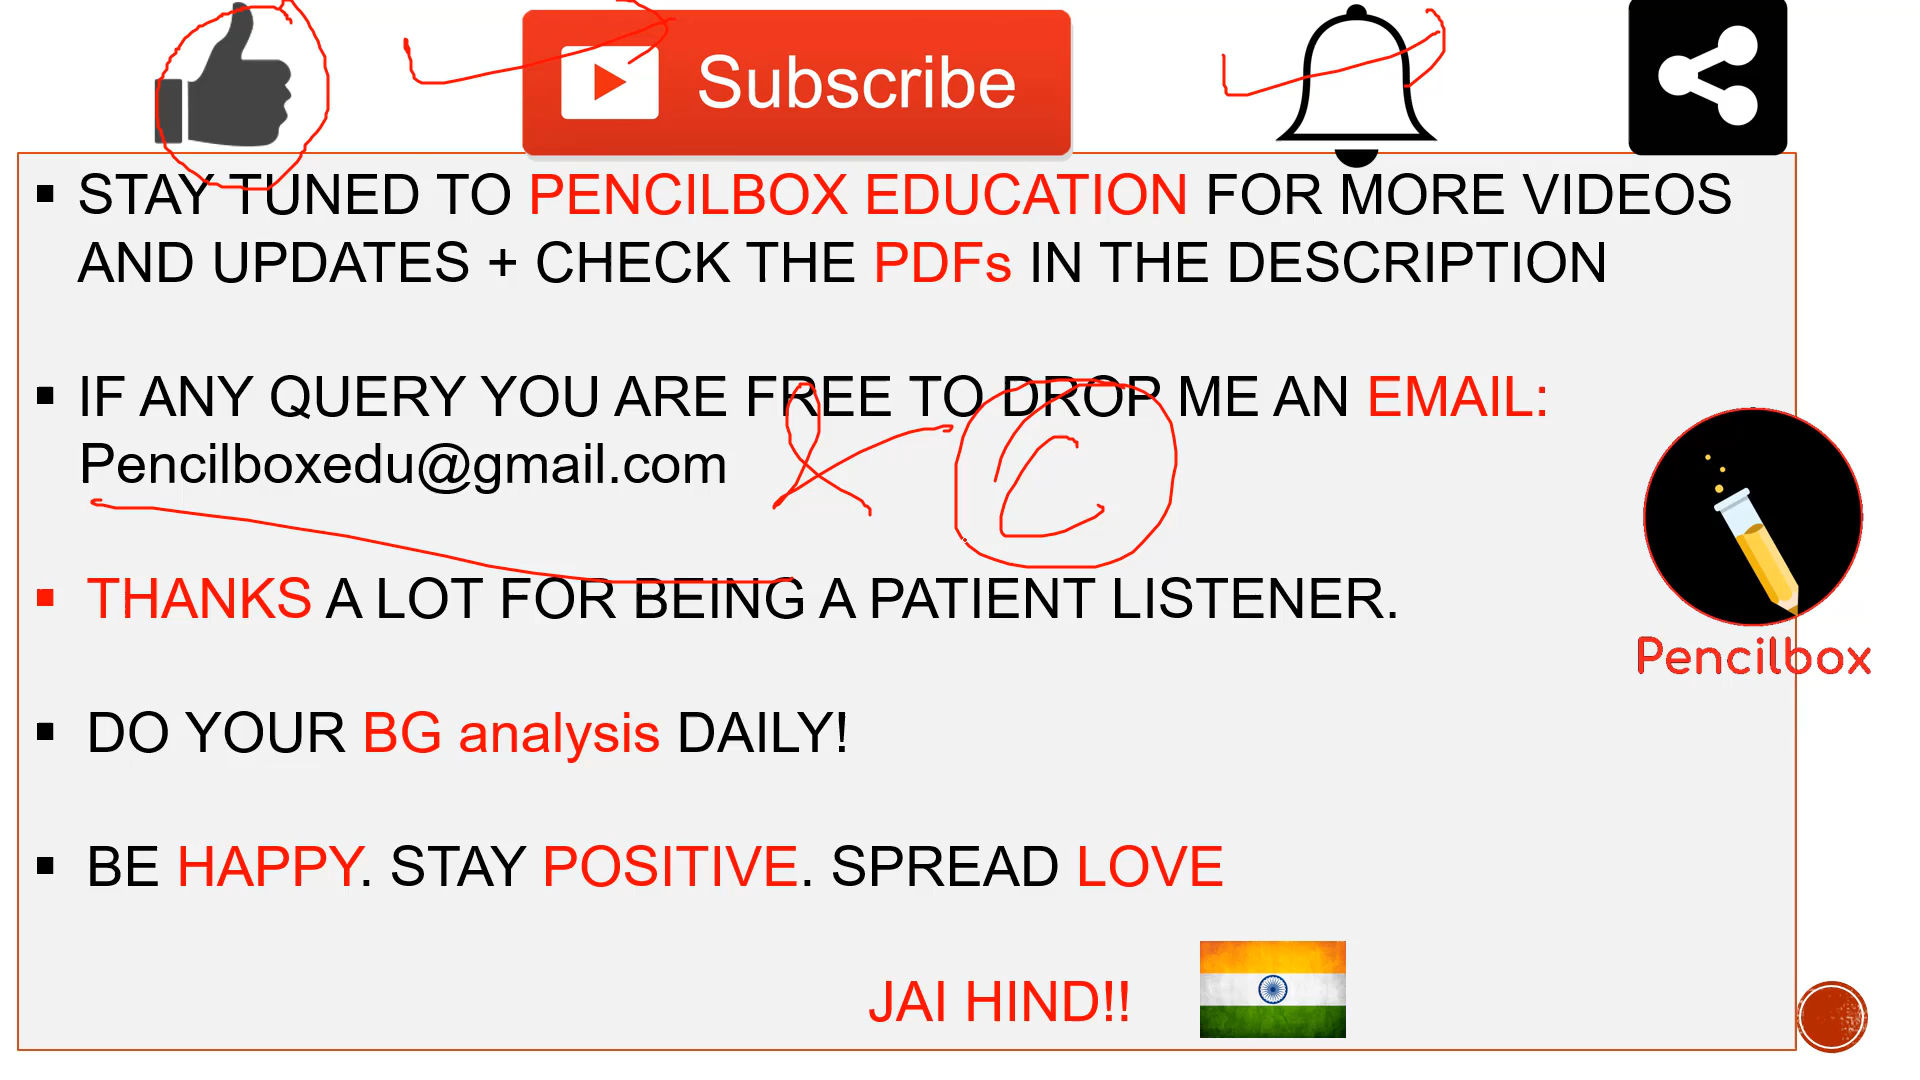 Subscribe
STAY TUNED TO PENCILBOX EDUCATION FOR MORE VIDEOS
AND UPDATES + CHECK THE PDFs IN THE DESCRIPTION
IF ANY QUERY YOU ARE FREE TO DROP ME AN EMAIL:
Pencilboxedu@gmail.com
& C
THANKS A LOT FOR BEING A PATIENT LISTENER.
Pencilbox
DO YOUR BG analysis DAILY!
BE HAPPY. STAY POSITIVE. SPREAD LOVE
JAI HIND!!